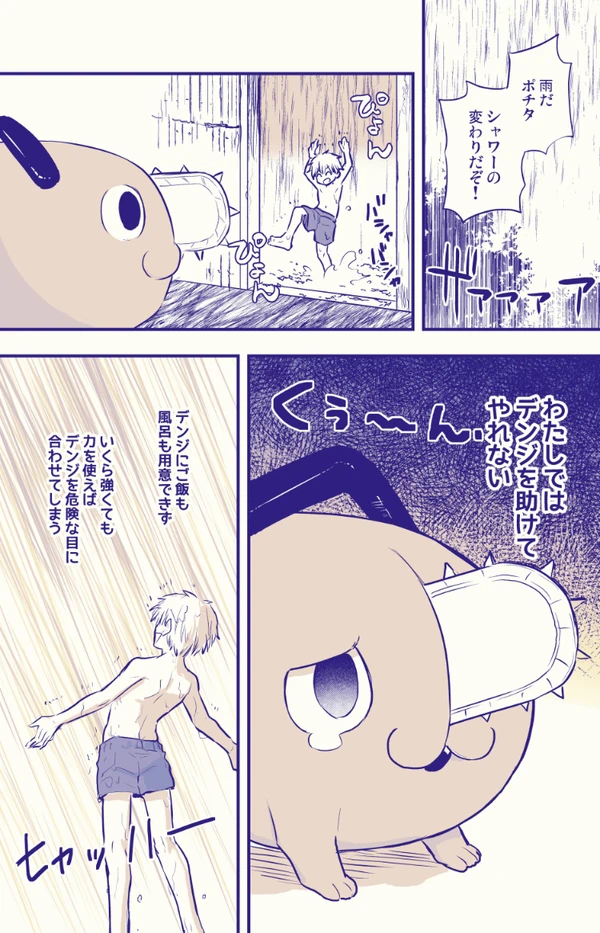 雨だ
ポチタ
シャワーの
変わりだぞ！
ザアアアア
ぴょん
バシャバシャ
ぴょん
わたしでは
デンジを助けて
やれない
くぅ〜〜ん．
デンジにご飯も
風呂も用意できず
いくら強くても
力を使えば
デンジを危険な目に
合わせてしまう
ヒャッハー